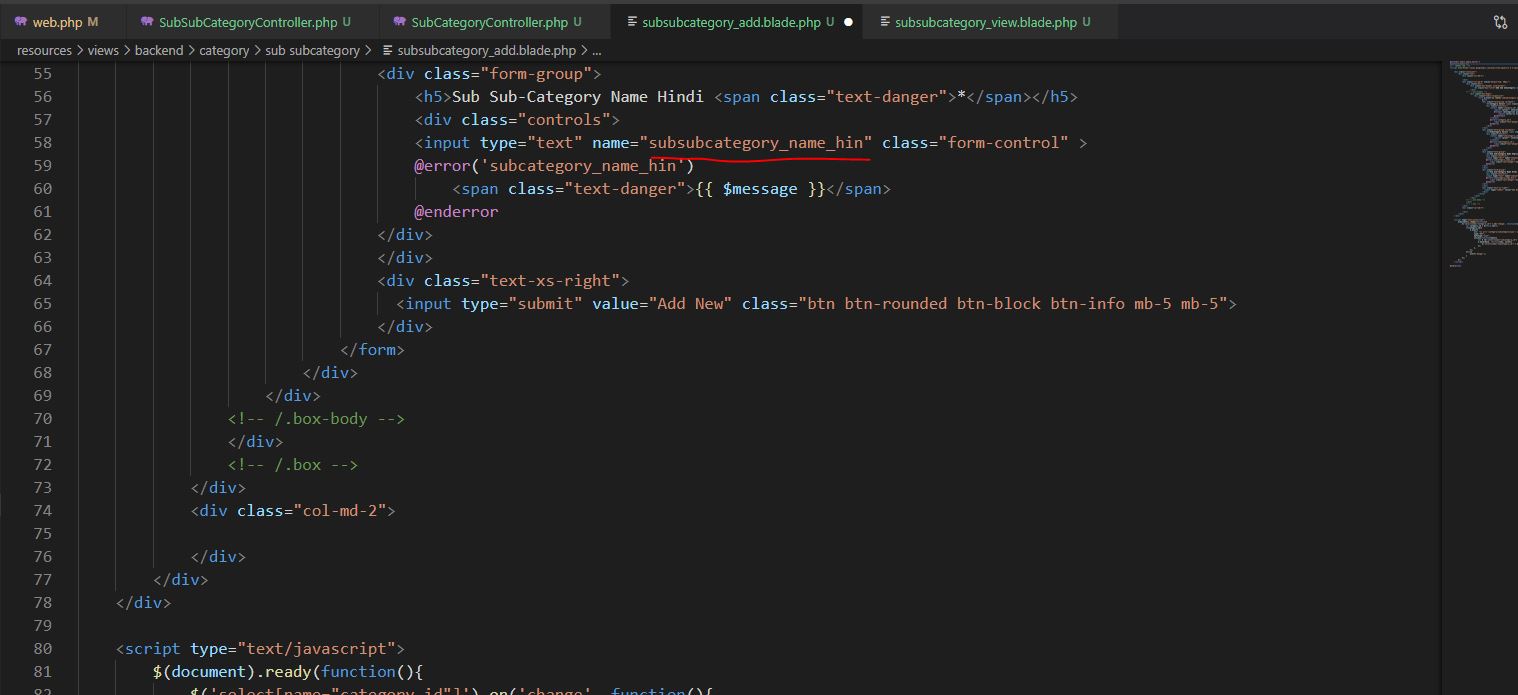 web.php M SubSubCategoryController.php U SubCategoryController.php U subsubcategory_add.blade.php U subsubcategory_view.blade.php U
resources > views > backend > category > sub subcategory > subsubcategory_add.blade.php > ...
55 <div class="form-group">
56 <h5>Sub Sub-Category Name Hindi <span class="text-danger">*</span></h5>
57 <div class="controls">
58 <input type="text" name="subsubcategory_name_hin" class="form-control" >
59 @error('subcategory_name_hin')
60 <span class="text-danger">{{ $message }}</span>
61 @enderror
62 </div>
63 </div>
64 <div class="text-xs-right">
65 <input type="submit" value="Add New" class="btn btn-rounded btn-block btn-info mb-5 mb-5">
66 </div>
67 </form>
68 </div>
69 </div>
70 <!-- /.box-body -->
71 </div>
72 <!-- /.box -->
73 </div>
74 <div class="col-md-2">
75
76 </div>
77 </div>
78 </div>
79
80 <script type="text/javascript">
81 $(document).ready(function(){
82 $('select[name="category_id"]').on('change', function(){